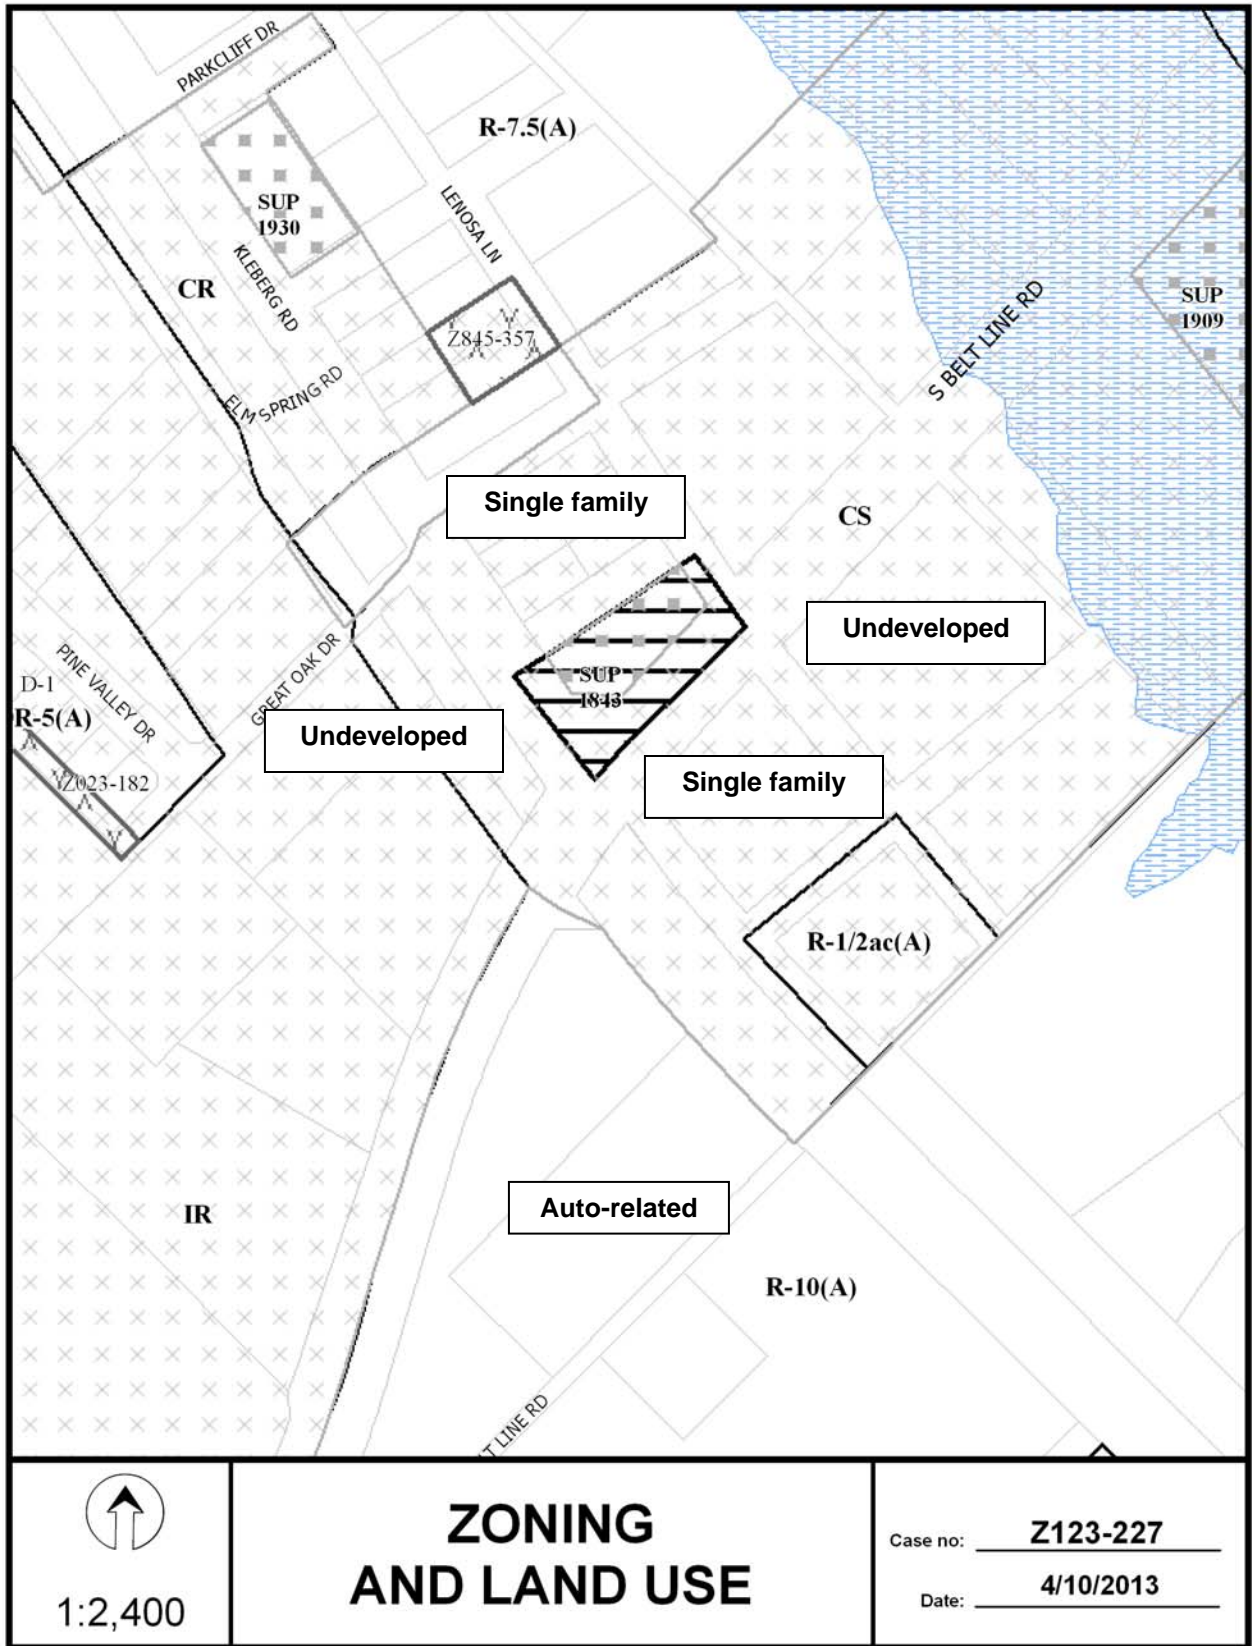 PARKCLIFF DR
R-7.5(A)
SUP
1930
LENOSA LN
KLEBERG RD
CR
SUP
1909
S BELT LINE RD
Z845-357
ELM SPRING RD
Single family
CS
Undeveloped
PINE VALLEY DR
GREAT OAK DR
SUP
1843
D-1
R-5(A)
Undeveloped
Z023-182
Single family
R-1/2ac(A)
Auto-related
IR
R-10(A)
LT LINE RD
1:2,400
ZONING
AND LAND USE
Case no: Z123-227
Date: 4/10/2013